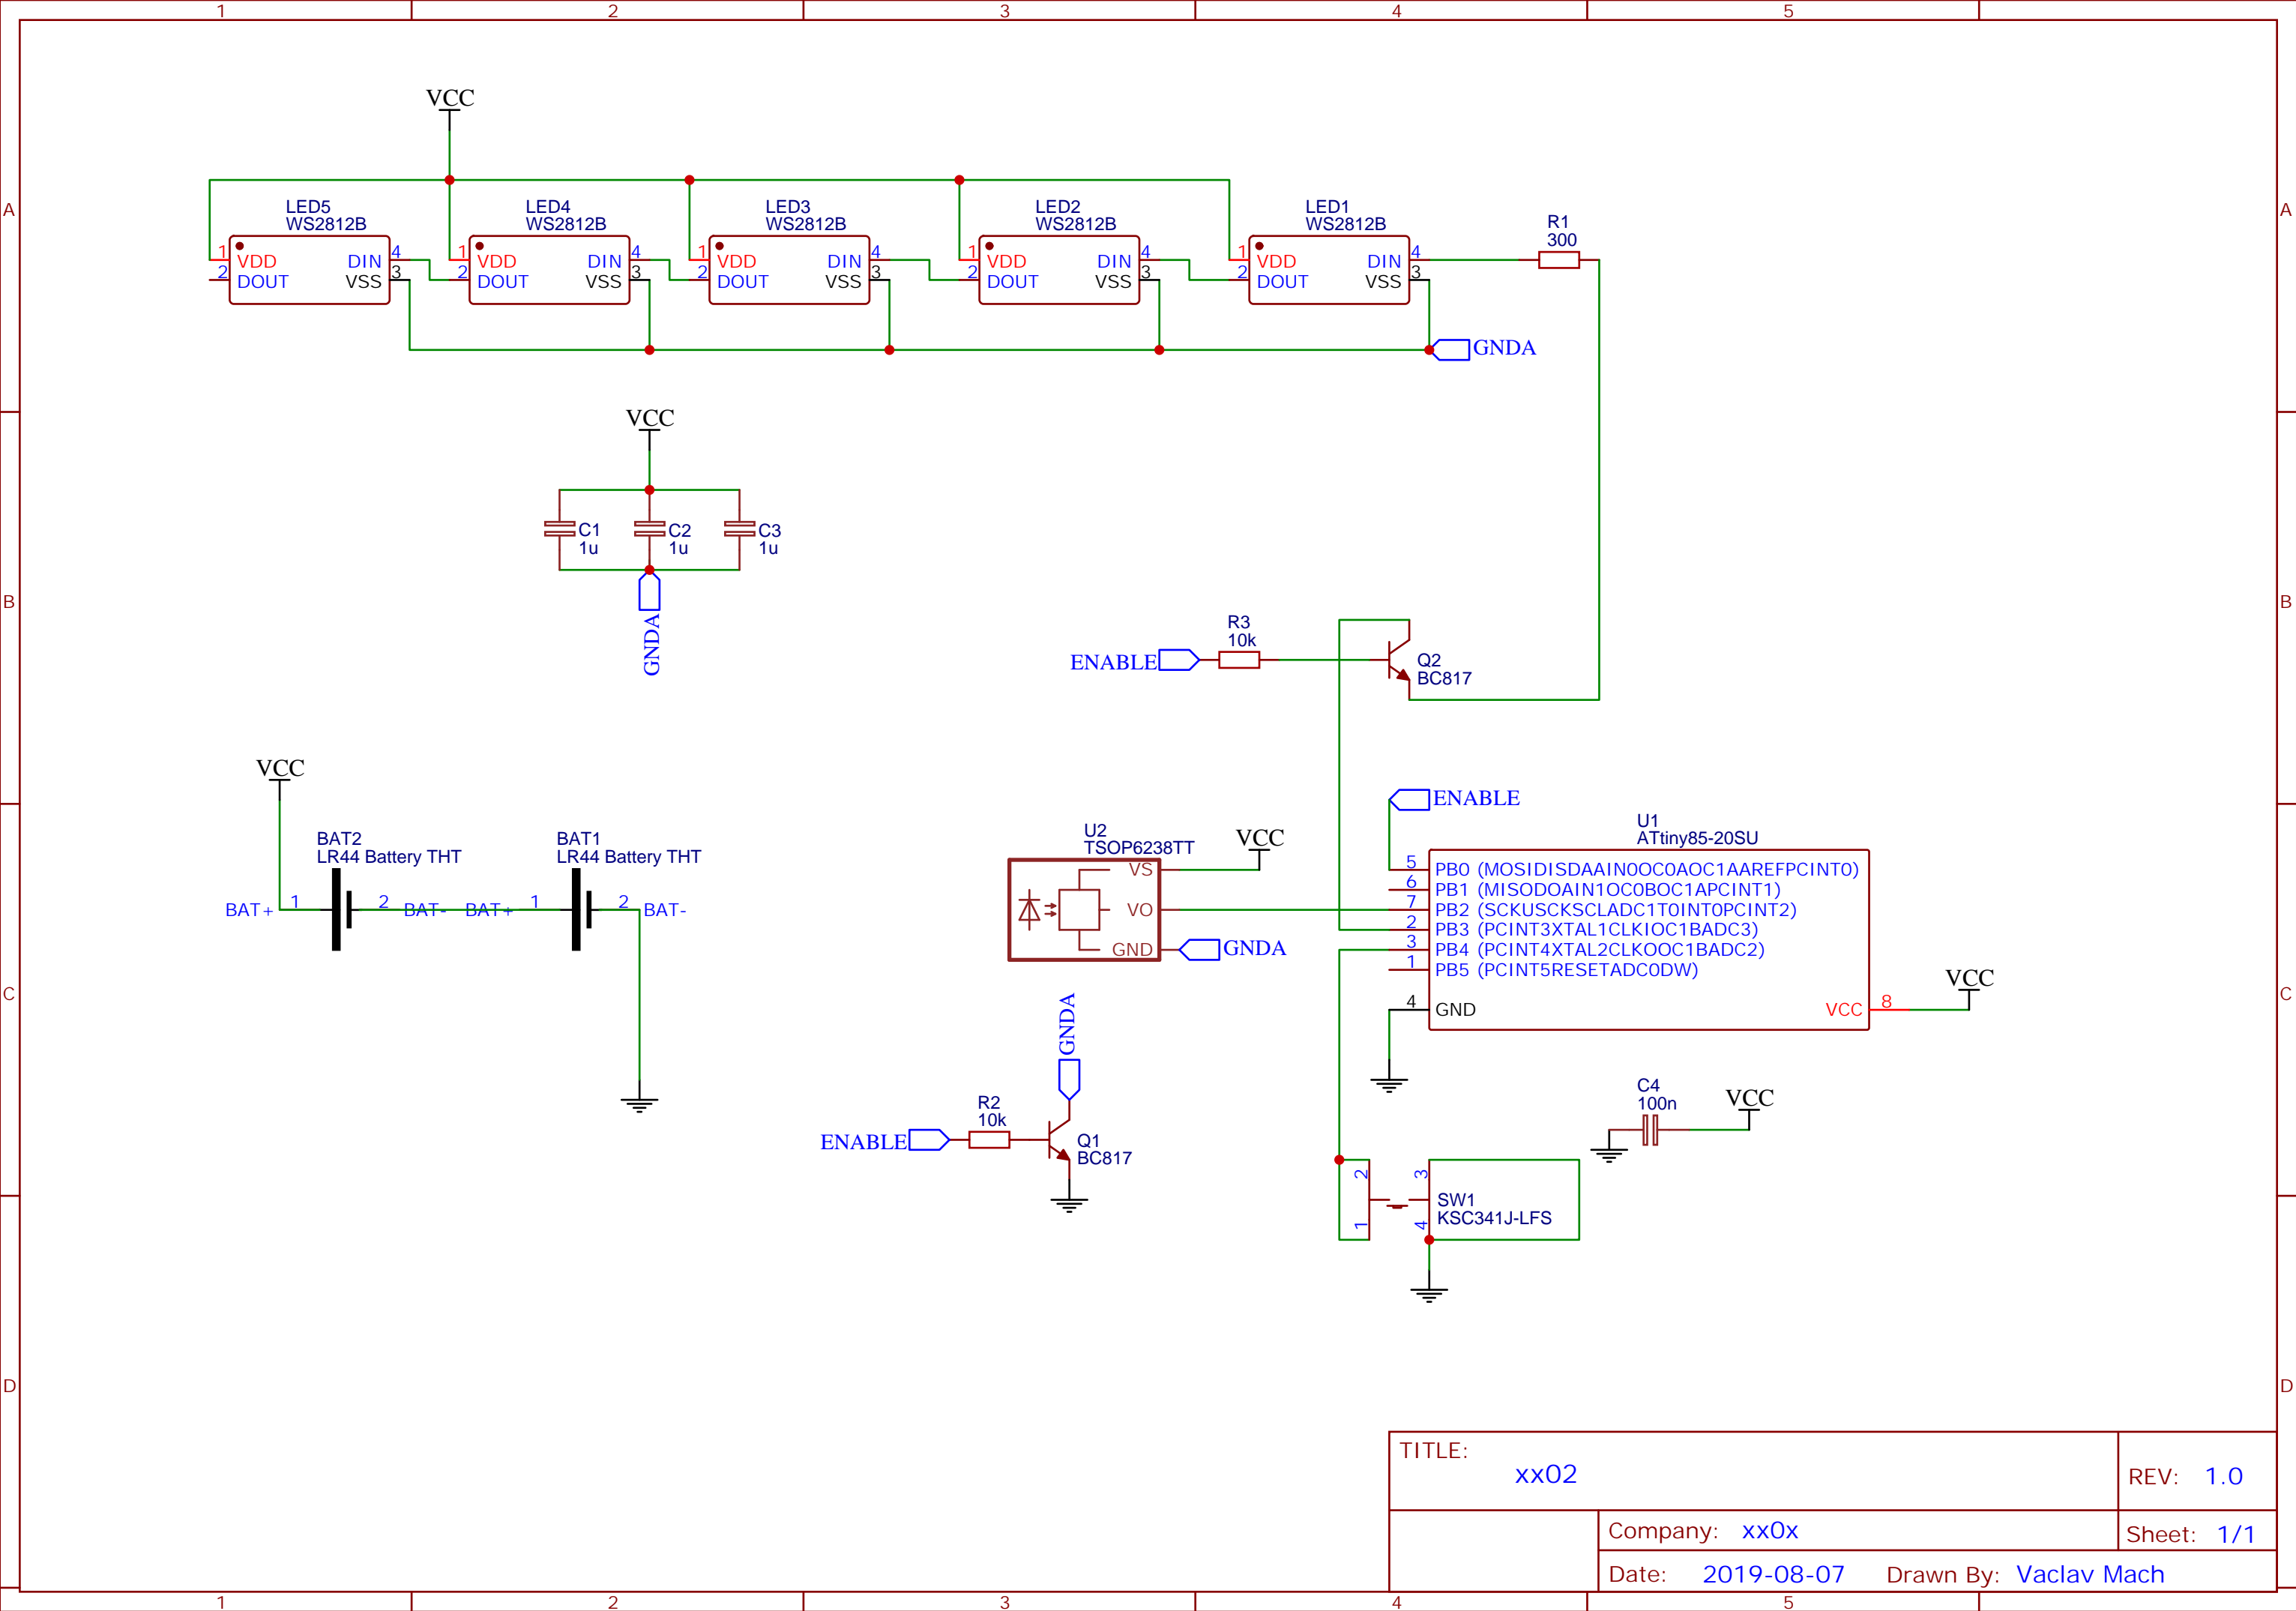 1 2 3 4 5
A A
VCC
LED5 LED4 LED3 LED2 LED1
WS2812B WS2812B WS2812B WS2812B WS2812B
R1
300
1 VDD DIN 4 1 VDD DIN 4 1 VDD DIN 4 1 VDD DIN 4 1 VDD DIN 4
2 DOUT VSS 3 2 DOUT VSS 3 2 DOUT VSS 3 2 DOUT VSS 3 2 DOUT VSS 3
GNDA
VCC
C1 C2 C3
1u 1u 1u
GNDA
B B
R3
10k
ENABLE
Q2
BC817
VCC
BAT2 BAT1
LR44 Battery THT LR44 Battery THT
BAT+ 1 2 BAT- BAT+ 1 2 BAT-
ENABLE
U2
TSOP6238TT
VCC
VS
VO
GND
GNDA
U1
ATtiny85-20SU
5 PB0 (MOSIDISDAAIN0OC0AOC1AAREFPCINT0)
6 PB1 (MISODOAIN1OC0BOC1APCINT1)
7 PB2 (SCKUSCKSCLADC1T0INT0PCINT2)
2 PB3 (PCINT3XTAL1CLKIOC1BADC3)
3 PB4 (PCINT4XTAL2CLKOOC1BADC2)
1 PB5 (PCINT5RESETADC0DW)
4 GND VCC 8
VCC
C C
GNDA
R2
10k
ENABLE
Q1
BC817
C4
100n
VCC
2 3
1 4
SW1
KSC341J-LFS
D D
TITLE:
xx02
REV: 1.0
Company: xx0x
Sheet: 1/1
Date: 2019-08-07 Drawn By: Vaclav Mach
1 2 3 4 5